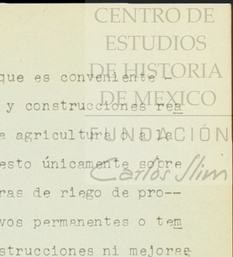 CENTRO DE
ESTUDIOS
DE HISTORIA
DE MEXICO
FUNDACIÓN
Carlos Slim
que es conveniente -
y construcciones rea
a agricultura o la
esto únicamente sobre
ras de riego de pro--
vos permanentes o tem
strucciones ni mejoras